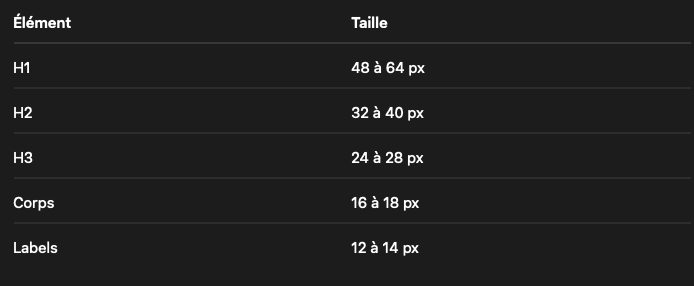 Élément Taille
H1 48 à 64 px
H2 32 à 40 px
H3 24 à 28 px
Corps 16 à 18 px
Labels 12 à 14 px